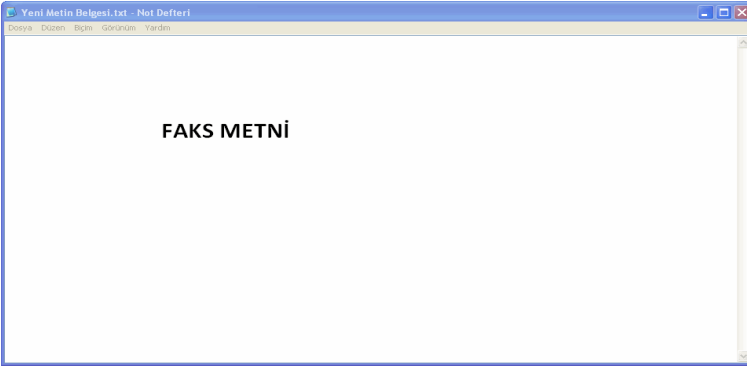 Yeni Metin Belgesi.txt - Not Defteri
Dosya Düzen Biçim Görünüm Yardım
FAKS METNİ